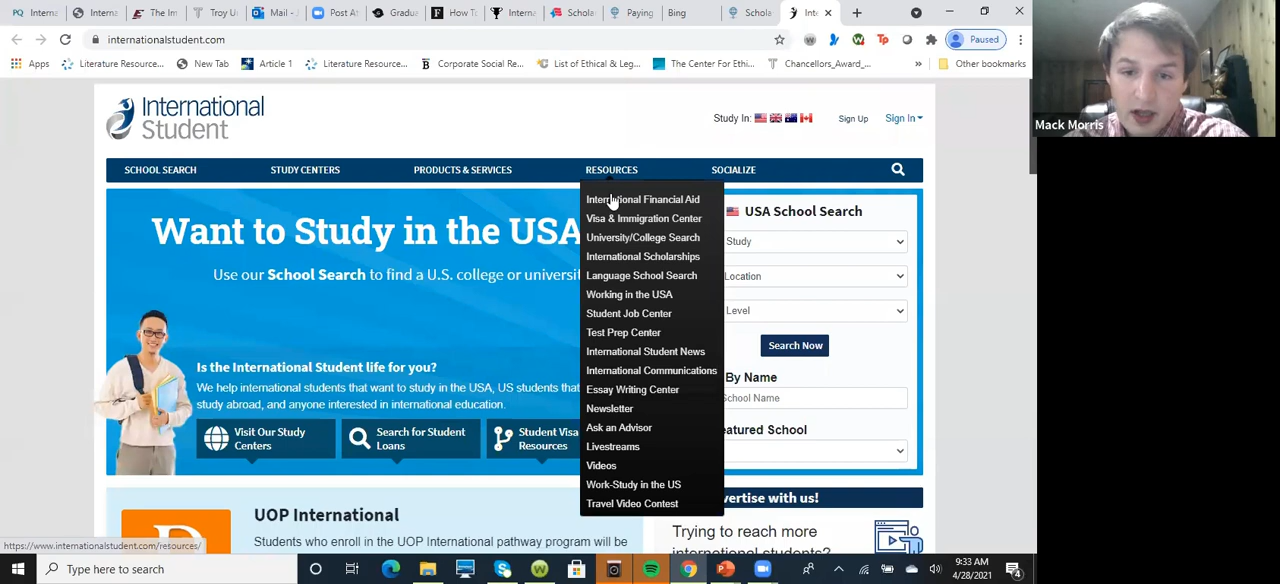 Interna
Interna
The Im
Troy U
Mail -
Post At
Gradua
How To
Interna
Schola
Paying
Bing
Schola
Inte
internationalstudent.com
Paused
Apps
Literature Resource...
New Tab
Article 1
Literature Resource...
Corporate Social Re...
List of Ethical & Leg...
The Center For Ethi...
Chancellors_Award_...
»
Other bookmarks
International
Student
Study In:
Sign Up
Sign In
SCHOOL SEARCH
STUDY CENTERS
PRODUCTS & SERVICES
RESOURCES
SOCIALIZE
Want to Study in the USA
Use our School Search to find a U.S. college or universi
Is the International Student life for you?
We help international students that want to study in the USA, US students that
study abroad, and anyone interested in international education.
Visit Our Study
Centers
Search for Student
Loans
Student Visa
Resources
International Financial Aid
Visa & Immigration Center
University/College Search
International Scholarships
Language School Search
Working in the USA
Student Job Center
Test Prep Center
International Student News
International Communications
Essay Writing Center
Newsletter
Ask an Advisor
Livestreams
Videos
Work-Study in the US
Travel Video Contest
USA School Search
Study
Location
Level
Search Now
By Name
School Name
Featured School
vertise with us!
Trying to reach more
international students?
UOP International
Students who enroll in the UOP International pathway program will be
https://www.internationalstudent.com/resources/
Type here to search
9:33 AM
4/28/2021
4
Mack Morris